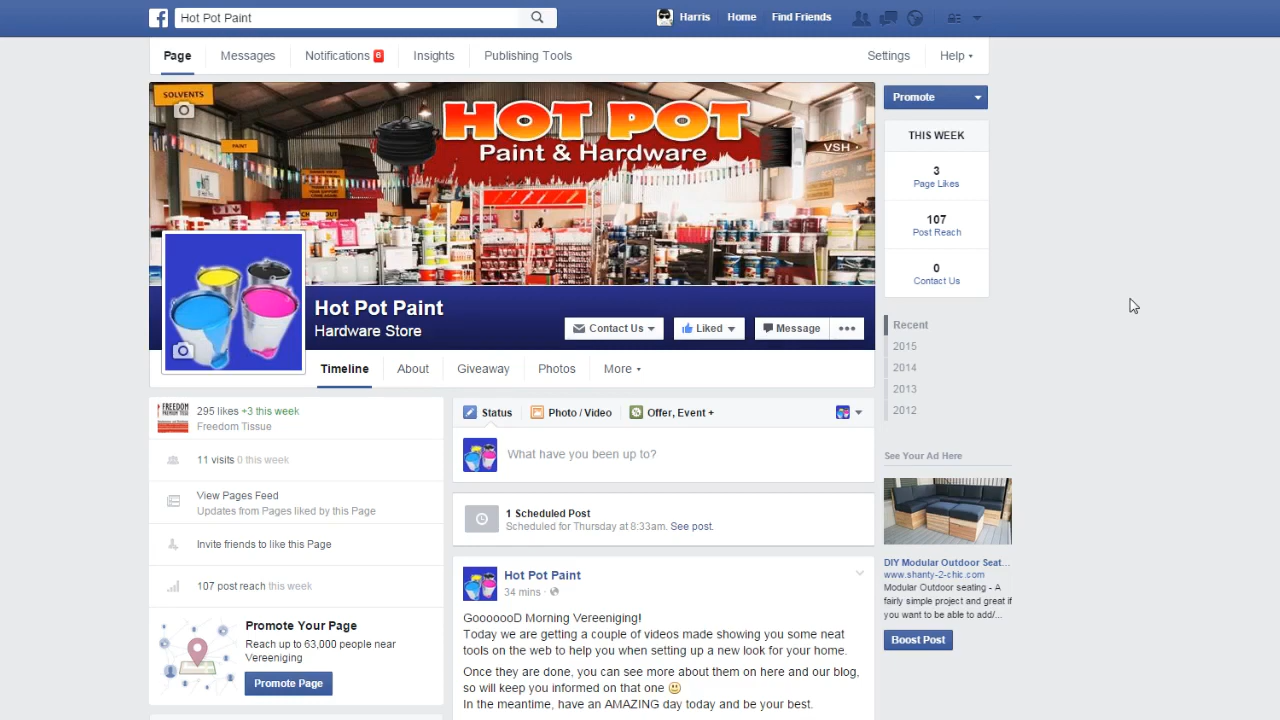 Hot Pot Paint
Harris
Home
Find Friends
Page
Messages
Notifications 6
Insights
Publishing Tools
Settings
Help
SOLVENTS
PAINT
HOT POT
Paint & Hardware
VSH
Promote
THIS WEEK
3
Page Likes
107
Post Reach
0
Contact Us
Hot Pot Paint
Hardware Store
Contact Us
Liked
Message
Timeline
About
Giveaway
Photos
More
Recent
2015
2014
2013
2012
FREEDOM
295 likes +3 this week
Freedom Tissue
11 visits 0 this week
View Pages Feed
Updates from Pages liked by this Page
Invite friends to like this Page
107 post reach this week
Promote Your Page
Reach up to 63,000 people near
Vereeniging
Promote Page
Status
Photo / Video
Offer, Event +
What have you been up to?
1 Scheduled Post
Scheduled for Thursday at 8:33am. See post.
Hot Pot Paint
34 mins ·
GooooooD Morning Vereeniging!
Today we are getting a couple of videos made showing you some neat
tools on the web to help you when setting up a new look for your home.
Once they are done, you can see more about them on here and our blog,
so will keep you informed on that one
In the meantime, have an AMAZING day today and be your best.
See Your Ad Here
DIY Modular Outdoor Seat...
www.shanty-2-chic.com
Modular Outdoor seating - A
fairly simple project and great if
you want to be able to add/...
Boost Post